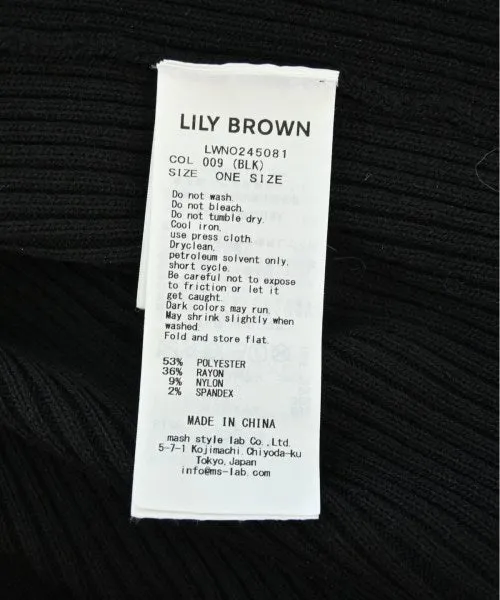 LILY BROWN
LWNO245081
COL 009 (BLK)
SIZE ONE SIZE
Do not wash.
Do not bleach.
Do not tumble dry.
Cool iron.
use press cloth.
Dryclean.
petroleum solvent only.
short cycle.
Be careful not to expose
to friction or let it
get caught.
Dark colors may run.
May shrink slightly when
washed.
Fold and store flat.
53% POLYESTER
36% RAYON
9% NYLON
2% SPANDEX
MADE IN CHINA
mash style lab Co.,Ltd.
5-7-1 Kojimachi,Chiyoda-ku
Tokyo,Japan
info@ms-lab.com